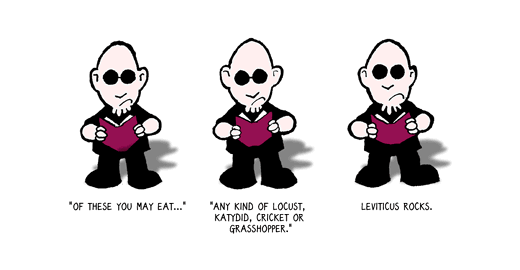 "OF THESE YOU MAY EAT..."
"ANY KIND OF LOCUST,
KATYDID, CRICKET OR
GRASSHOPPER."
LEVITICUS ROCKS.